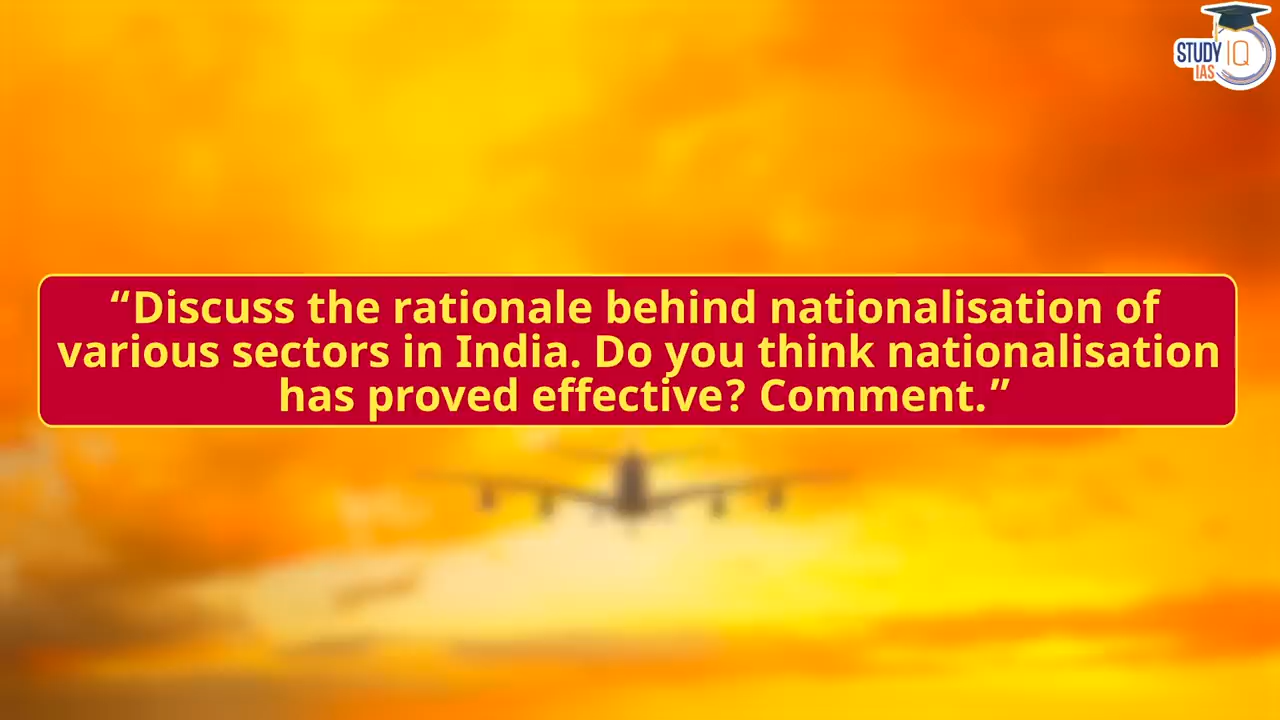 STUDY IQ
IAS
“Discuss the rationale behind nationalisation of
various sectors in India. Do you think nationalisation
has proved effective? Comment.”